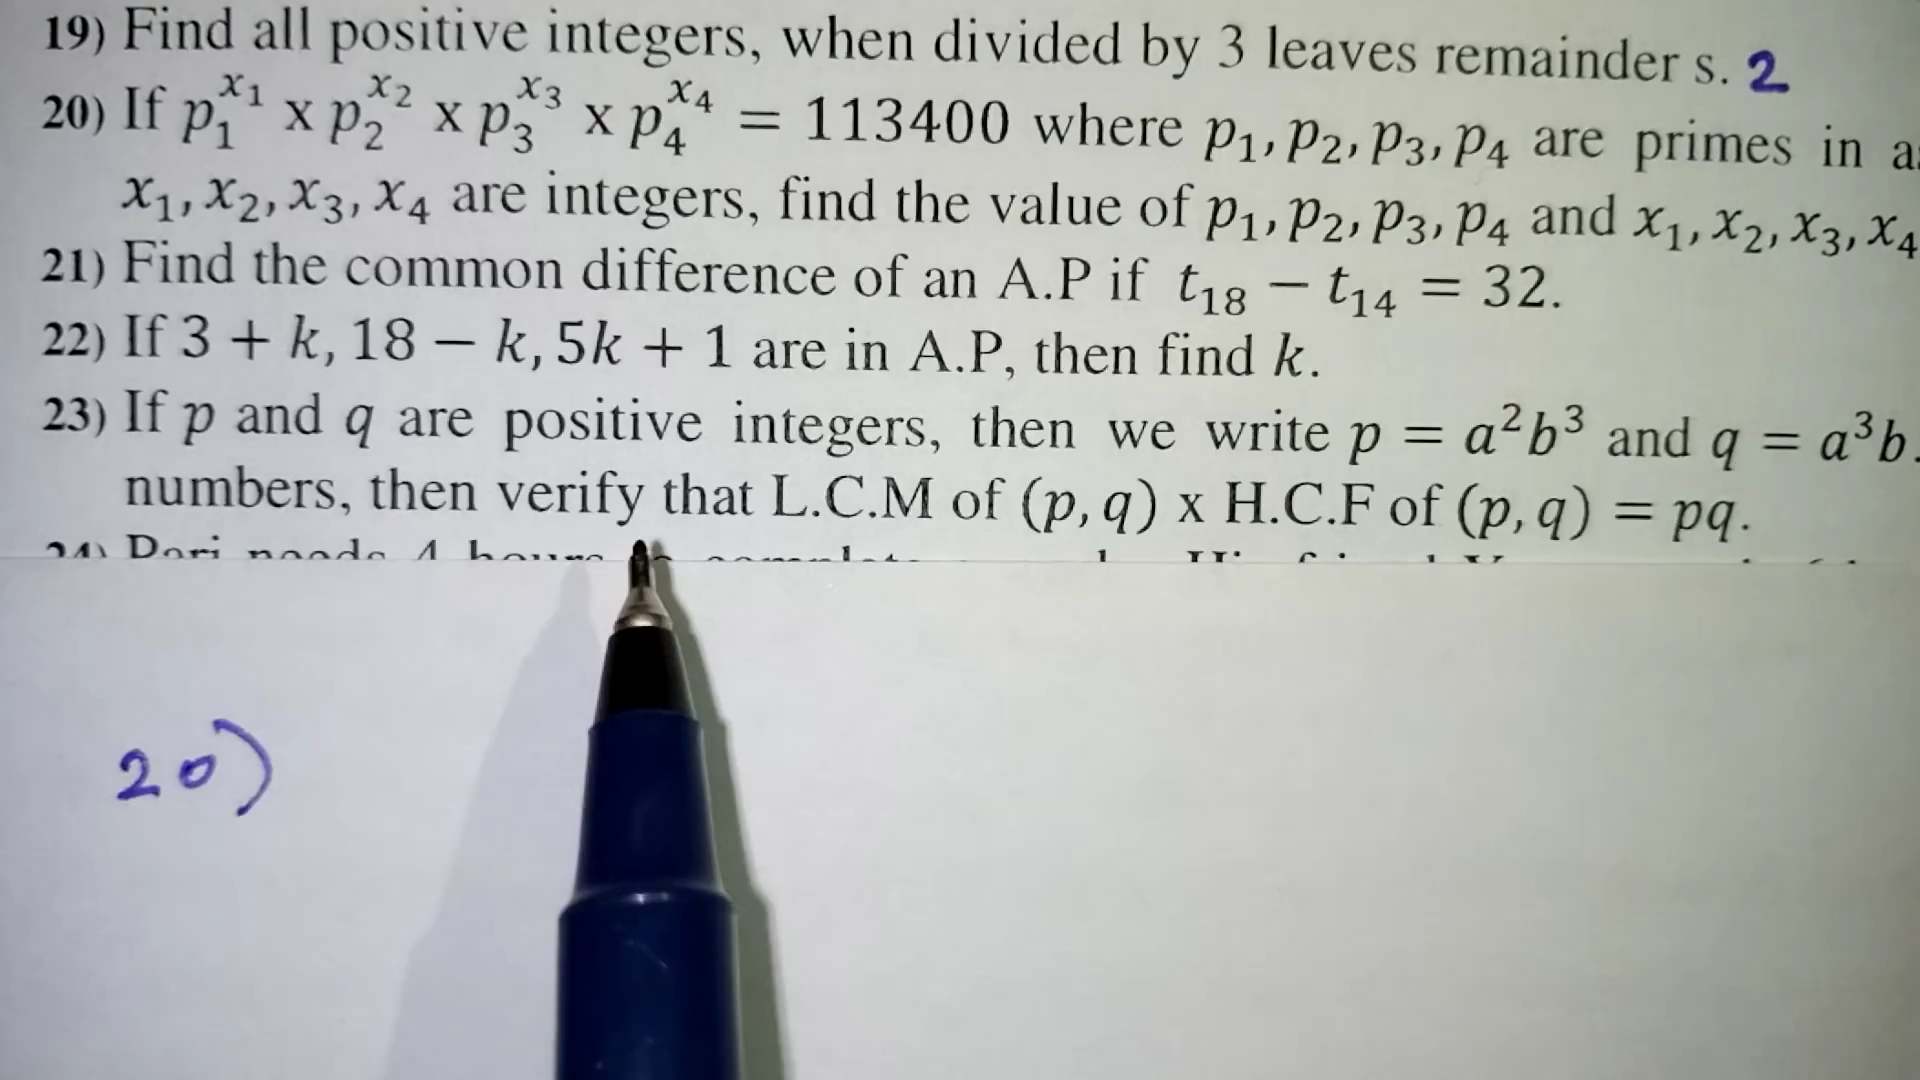 19) Find all positive integers, when divided by 3 leaves remainder s. 2
20) If p₁^x₁ x p₂^x₂ x p₃^x₃ x p₄^x₄ = 113400 where p₁, p₂, p₃, p₄ are primes in
x₁, x₂, x₃, x₄ are integers, find the value of p₁, p₂, p₃, p₄ and x₁, x₂, x₃, x₄
21) Find the common difference of an A.P if t₁₈ − t₁₄ = 32.
22) If 3 + k, 18 − k, 5k + 1 are in A.P, then find k.
23) If p and q are positive integers, then we write p = a²b³ and q = a³b.
numbers, then verify that L.C.M of (p, q) x H.C.F of (p, q) = pq.
20)